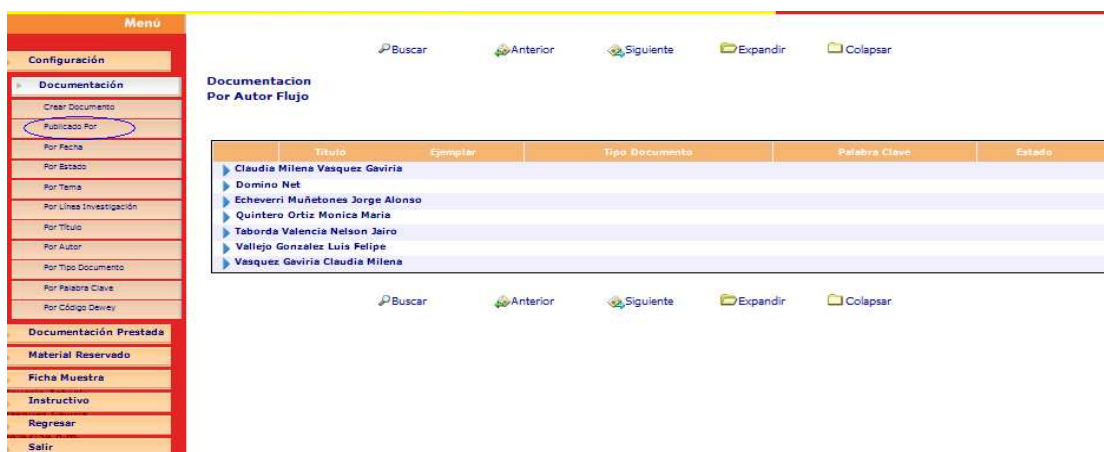 Menú
Configuración
Documentación
Crear Documento
Publicado Por
Por Fecha
Por Estado
Por Tema
Por Línea Investigación
Por Título
Por Autor
Por Tipo Documento
Por Palabra Clave
Por Código Dewey
Documentación Prestada
Material Reservado
Ficha Muestra
Instructivo
Regresar
Salir
Buscar Anterior Siguiente Expandir Colapsar
Documentacion
Por Autor Flujo
Título Ejemplar Tipo Documento Palabra Clave Estado
Claudia Milena Vasquez Gaviria
Domino Net
Echeverri Muñetones Jorge Alonso
Quintero Ortiz Monica Maria
Taborda Valencia Nelson Jairo
Vallejo Gonzalez Luis Felipe
Vasquez Gaviria Claudia Milena
Buscar Anterior Siguiente Expandir Colapsar